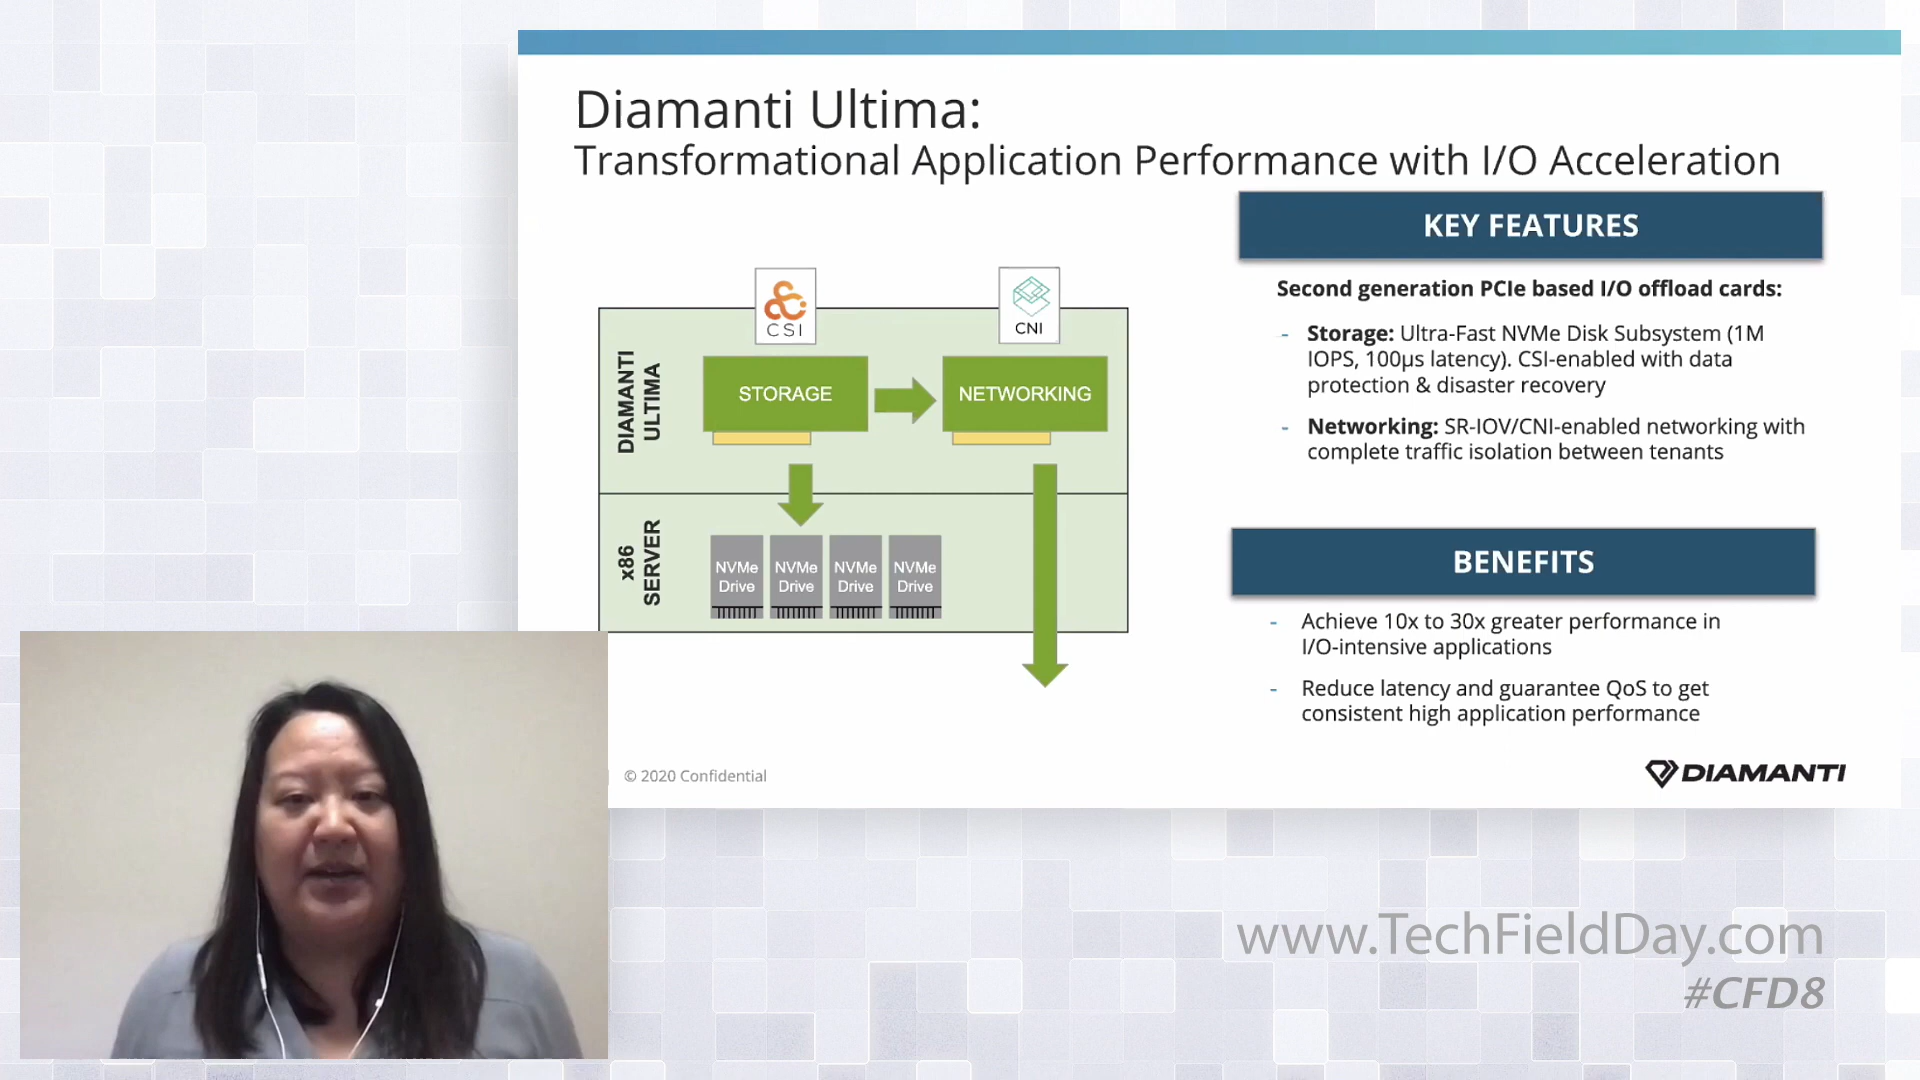 Diamanti Ultima:
Transformational Application Performance with I/O Acceleration
CSI
CNI
DIAMANTI
ULTIMA
STORAGE
NETWORKING
x86
SERVER
NVMe
Drive
NVMe
Drive
NVMe
Drive
NVMe
Drive
KEY FEATURES
Second generation PCIe based I/O offload cards:
- Storage: Ultra-Fast NVMe Disk Subsystem (1M
IOPS, 100µs latency). CSI-enabled with data
protection & disaster recovery
- Networking: SR-IOV/CNI-enabled networking with
complete traffic isolation between tenants
BENEFITS
- Achieve 10x to 30x greater performance in
I/O-intensive applications
- Reduce latency and guarantee QoS to get
consistent high application performance
© 2020 Confidential
DIAMANTI
www.TechFieldDay.com
#CFD8